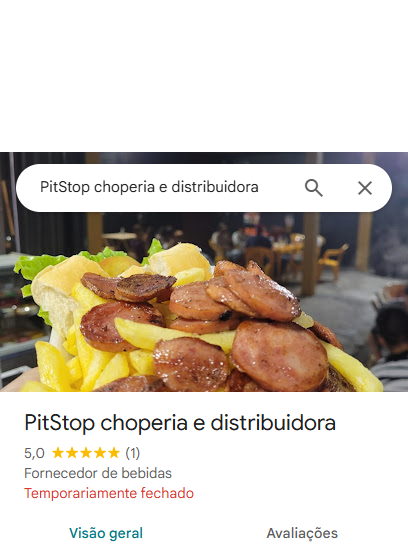 PitStop choperia e distribuidora
PitStop choperia e distribuidora
5,0 ★★★★★ (1)
Fornecedor de bebidas
Temporariamente fechado
Visão geral Avaliações